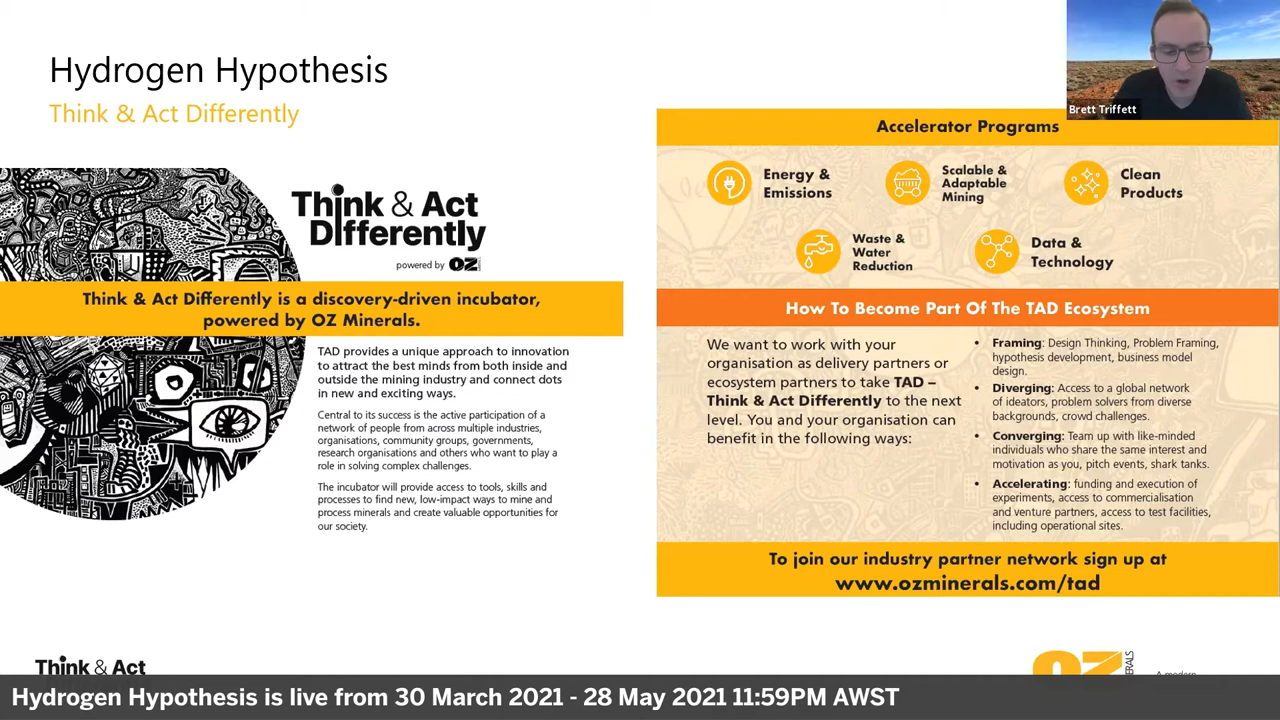 Hydrogen Hypothesis
Think & Act Differently
Brett Triffett
Think & Act
Differently
powered by OZ
Think & Act Differently is a discovery-driven incubator,
powered by OZ Minerals.
TAD provides a unique approach to innovation
to attract the best minds from both inside and
outside the mining industry and connect dots
in new and exciting ways.
Central to its success is the active participation of a
network of people from across multiple industries,
organisations, community groups, governments,
research organisations and others who want to play a
role in solving complex challenges.
The incubator will provide access to tools, skills and
processes to find new, low-impact ways to mine and
process minerals and create valuable opportunities for
our society.
Accelerator Programs
Energy &
Emissions
Scalable &
Adaptable
Mining
Clean
Products
Waste &
Water
Reduction
Data &
Technology
How To Become Part Of The TAD Ecosystem
We want to work with your
organisation as delivery partners or
ecosystem partners to take TAD –
Think & Act Differently to the next
level. You and your organisation can
benefit in the following ways:
• Framing: Design Thinking, Problem Framing,
hypothesis development, business model
design.
• Diverging: Access to a global network
of ideators, problem solvers from diverse
backgrounds, crowd challenges.
• Converging: Team up with like-minded
individuals who share the same interest and
motivation as you, pitch events, shark tanks.
• Accelerating: funding and execution of
experiments, access to commercialisation
and venture partners, access to test facilities,
including operational sites.
To join our industry partner network sign up at
www.ozminerals.com/tad
Think & Act
OZ
A modern
Hydrogen Hypothesis is live from 30 March 2021 - 28 May 2021 11:59PM AWST